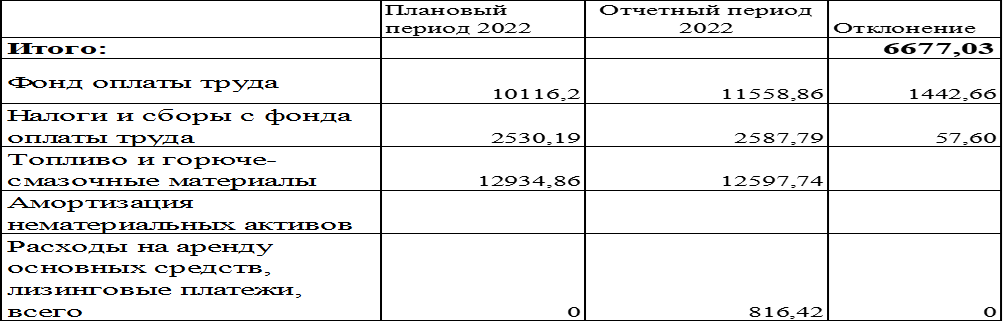 Плановый
период 2022
Отчетный период
2022
Отклонение
Итого:
6677,03
Фонд оплаты труда
10116,2
11558,86
1442,66
Налоги и сборы с фонда
оплаты труда
2530,19
2587,79
57,60
Топливо и горюче-
смазочные материалы
12934,86
12597,74
Амортизация
нематериальных активов
Расходы на аренду
основных средств,
лизинговые платежи,
всего
0
816,42
0